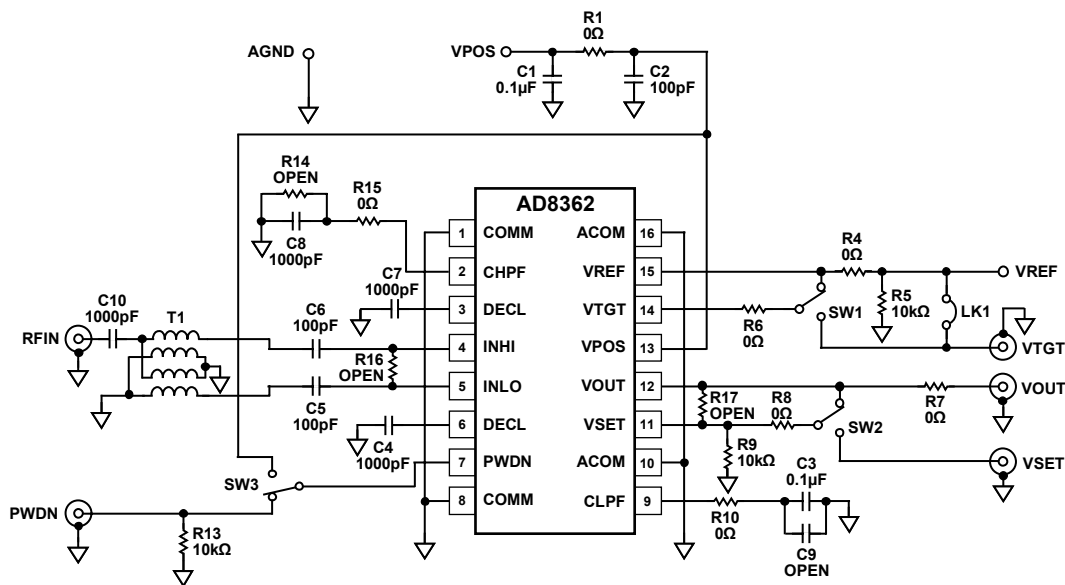 AGND
VPOS
R1
0Ω
C1
0.1µF
C2
100pF
R14
OPEN
R15
0Ω
C8
1000pF
AD8362
1 COMM
ACOM 16
2 CHPF
VREF 15
3 DECL
VTGT 14
4 INHI
VPOS 13
5 INLO
VOUT 12
6 DECL
VSET 11
7 PWDN
ACOM 10
8 COMM
CLPF 9
C7
1000pF
C10
1000pF
T1
C6
100pF
RFIN
R16
OPEN
C5
100pF
C4
1000pF
SW3
PWDN
R13
10kΩ
R4
0Ω
VREF
R6
0Ω
SW1
R5
10kΩ
LK1
VTGT
R17
OPEN
R8
0Ω
SW2
R7
0Ω
VOUT
R9
10kΩ
VSET
R10
0Ω
C3
0.1µF
C9
OPEN